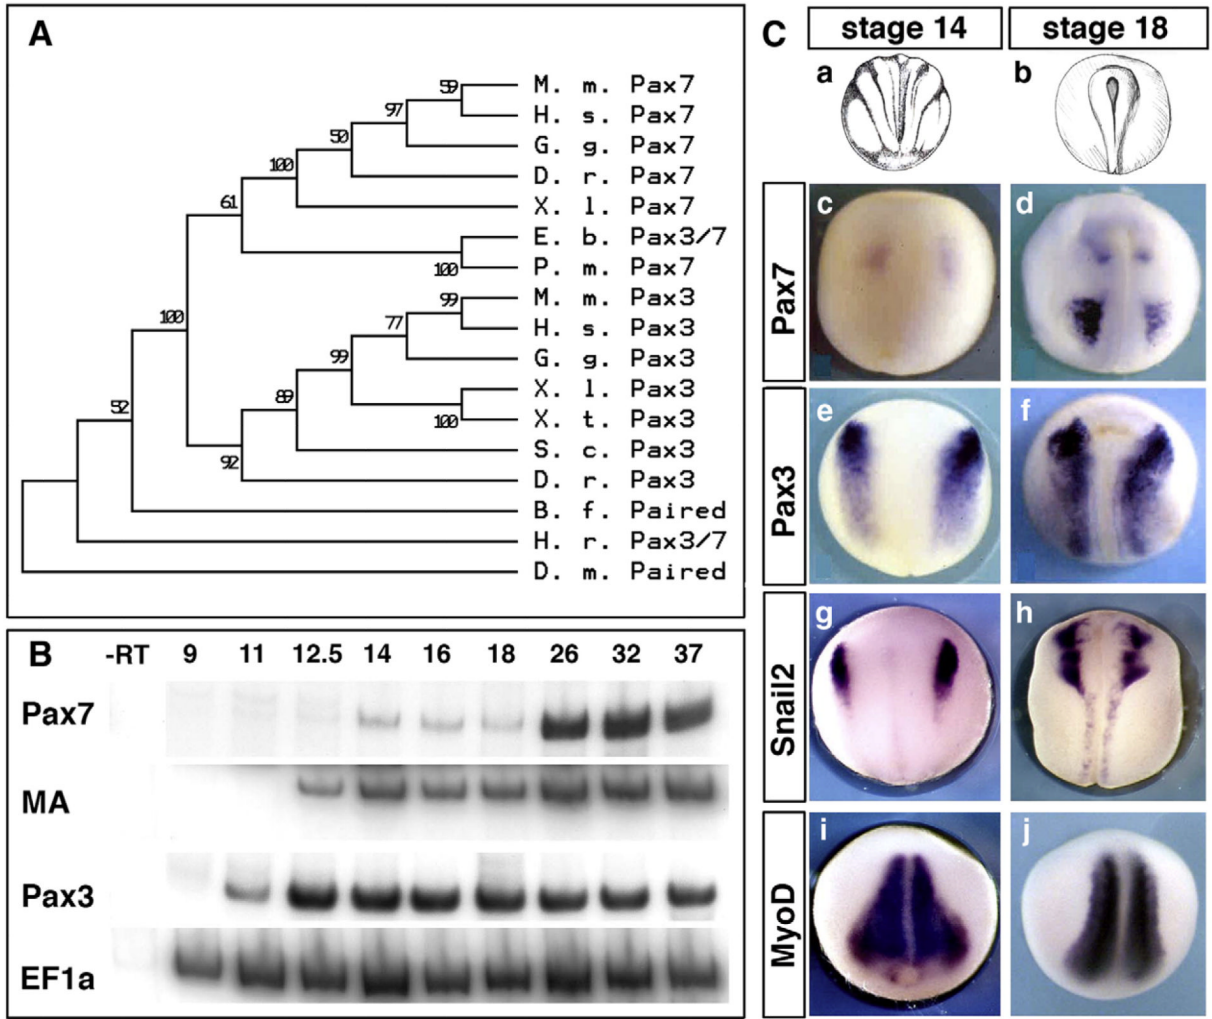 A
M. m. Pax7
H. s. Pax7
G. g. Pax7
D. r. Pax7
X. l. Pax7
E. b. Pax3/7
P. m. Pax7
M. m. Pax3
H. s. Pax3
G. g. Pax3
X. l. Pax3
X. t. Pax3
S. c. Pax3
D. r. Pax3
B. f. Paired
H. r. Pax3/7
D. m. Paired
59
97
50
100
61
100
100
99
77
99
100
89
92
52
B
-RT 9 11 12.5 14 16 18 26 32 37
Pax7
MA
Pax3
EF1a
C
stage 14 stage 18
a b
Pax7
c d
Pax3
e f
Snail2
g h
MyoD
i j